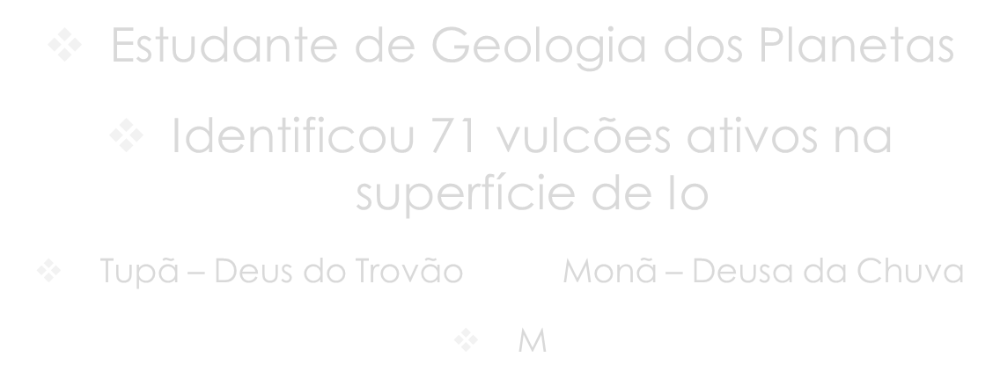 ❖ Estudante de Geologia dos Planetas
❖ Identificou 71 vulcões ativos na
superfície de Io
❖ Tupã – Deus do Trovão Monã – Deusa da Chuva
❖ M